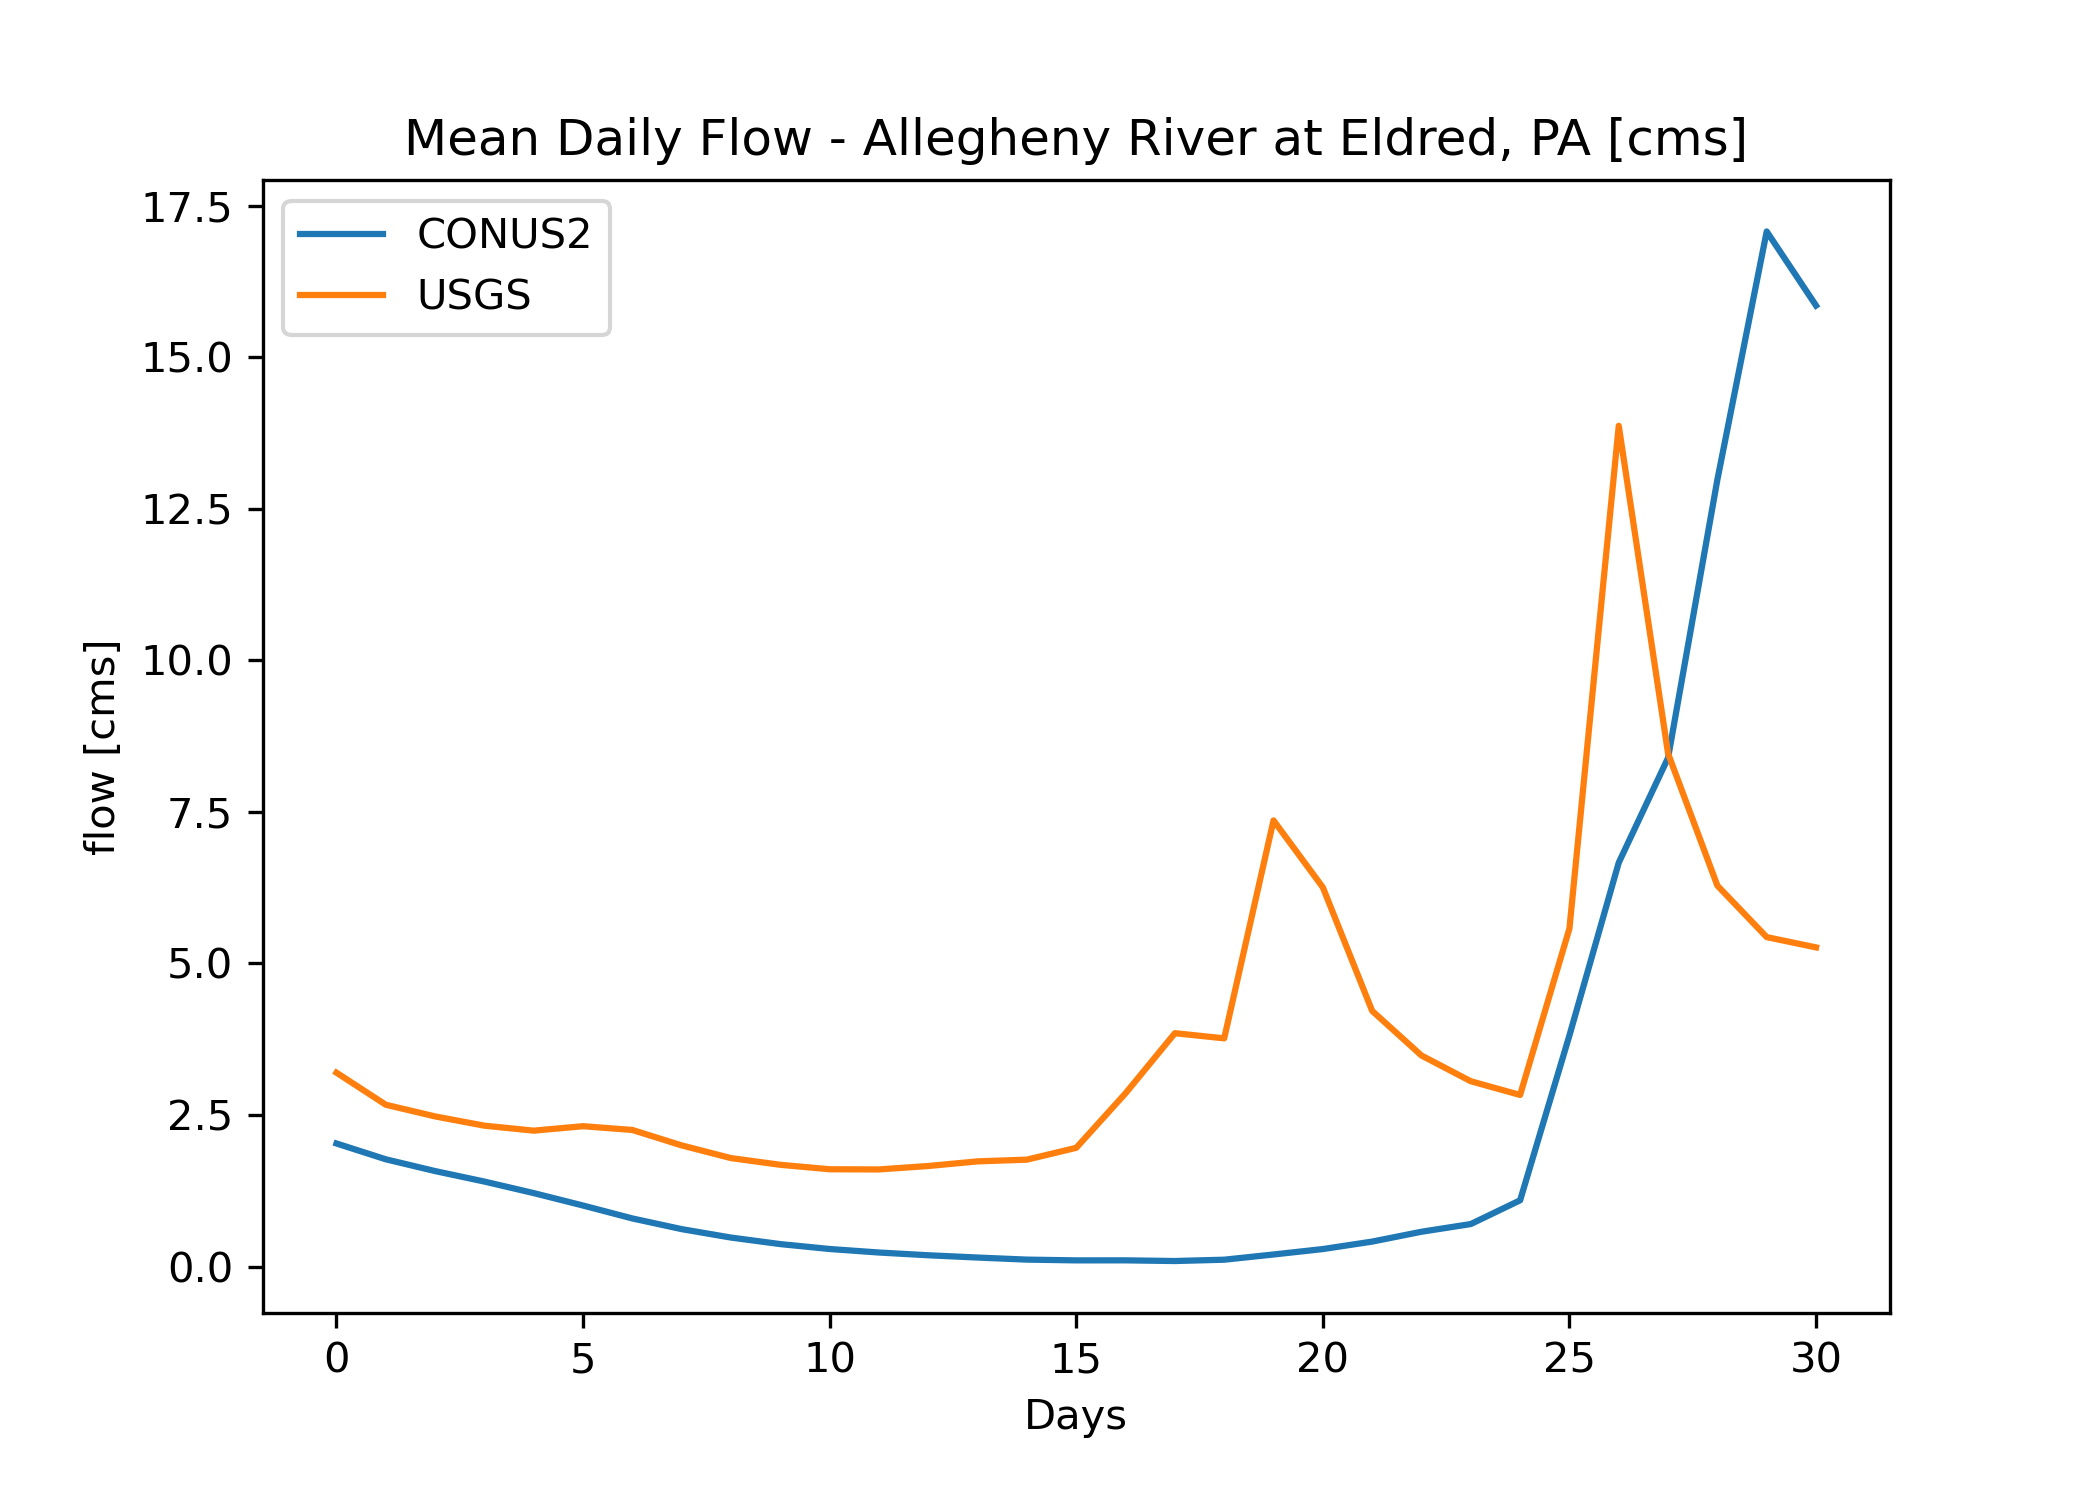 Mean Daily Flow - Allegheny River at Eldred, PA [cms]
CONUS2
USGS
17.5
15.0
12.5
10.0
7.5
5.0
2.5
0.0
flow [cms]
0 5 10 15 20 25 30
Days